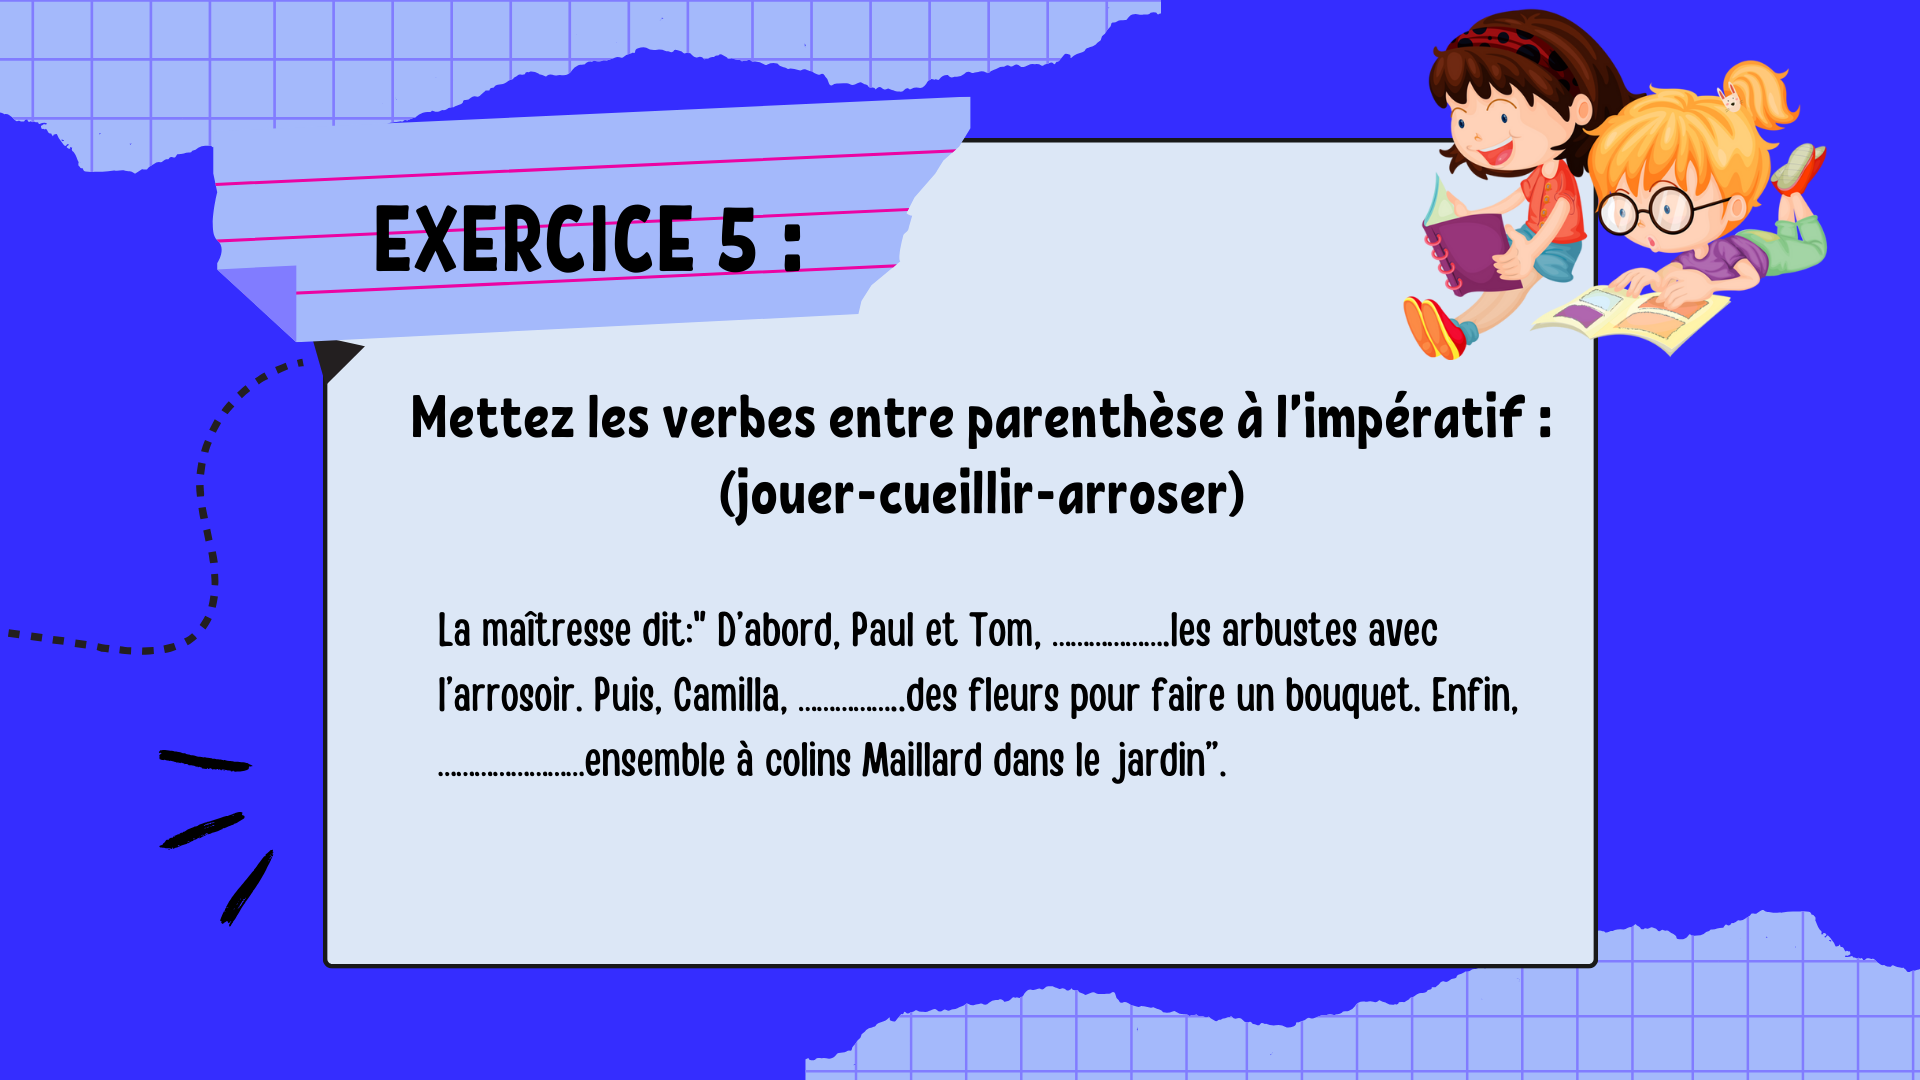 EXERCICE 5 :
Mettez les verbes entre parenthèse à l'impératif :
(jouer-cueillir-arroser)
La maîtresse dit:" D'abord, Paul et Tom, ...................les arbustes avec
l'arrosoir. Puis, Camilla, .................des fleurs pour faire un bouquet. Enfin,
........................ensemble à colins Maillard dans le jardin”.